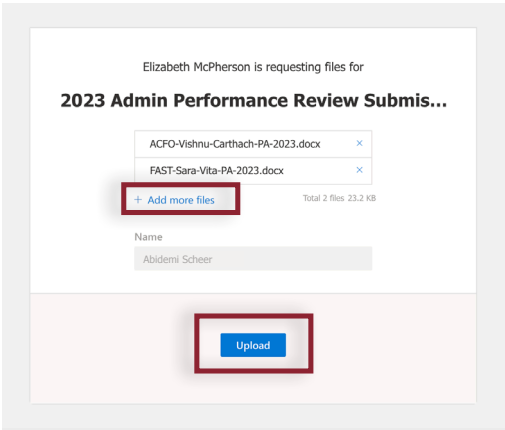 Elizabeth McPherson is requesting files for
2023 Admin Performance Review Submis...
ACFO-Vishnu-Carthach-PA-2023.docx ×
FAST-Sara-Vita-PA-2023.docx ×
+ Add more files Total 2 files 23.2 KB
Name
Abidemi Scheer
Upload